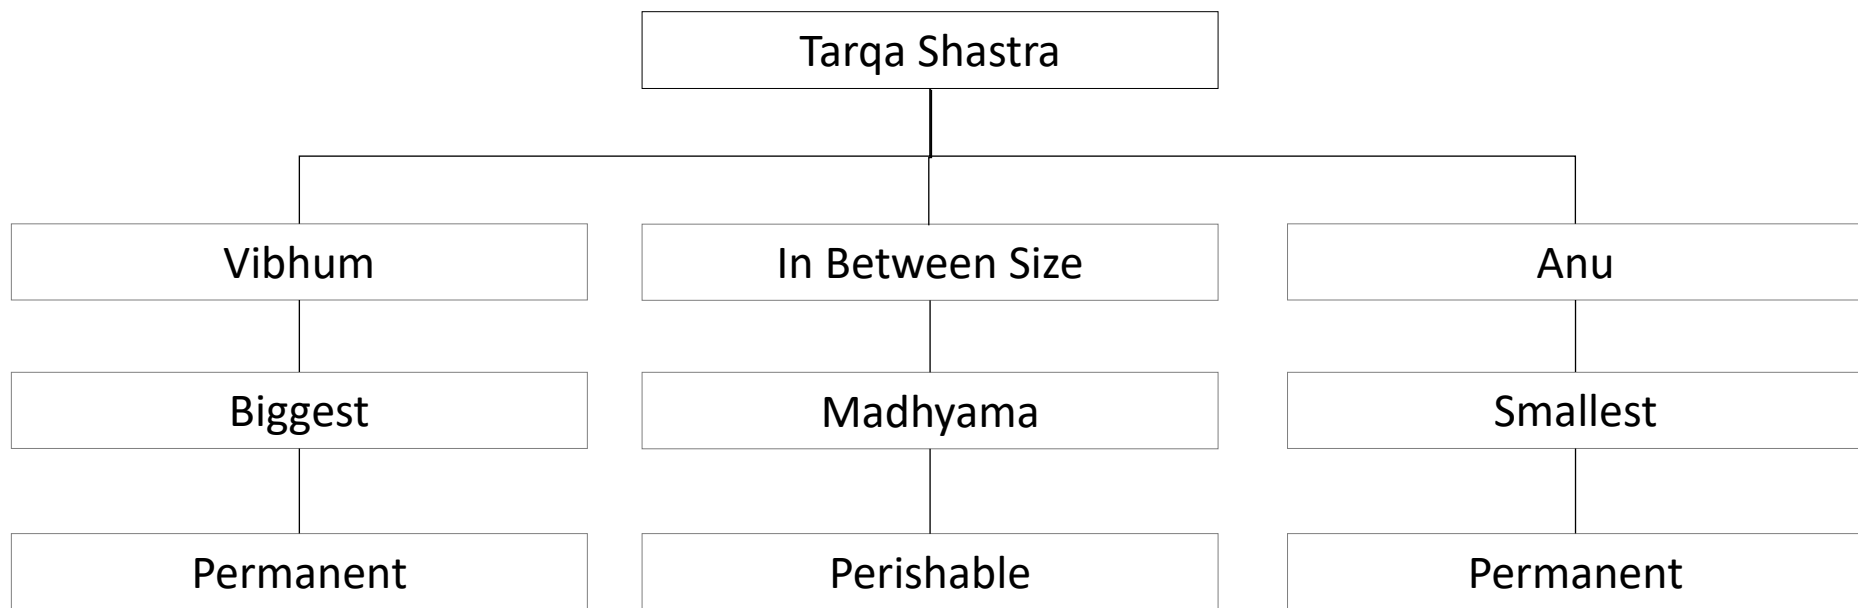 Tarqa Shastra
Vibhum
In Between Size
Anu
Biggest
Madhyama
Smallest
Permanent
Perishable
Permanent